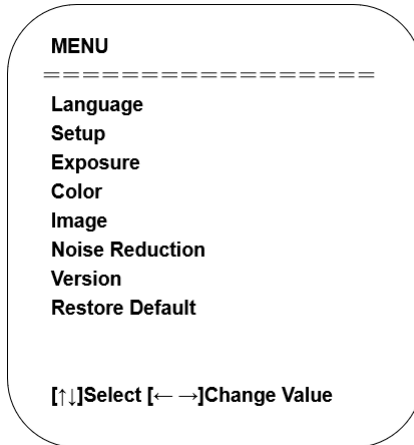 MENU
=================
Language
Setup
Exposure
Color
Image
Noise Reduction
Version
Restore Default
[↑↓]Select [← →]Change Value